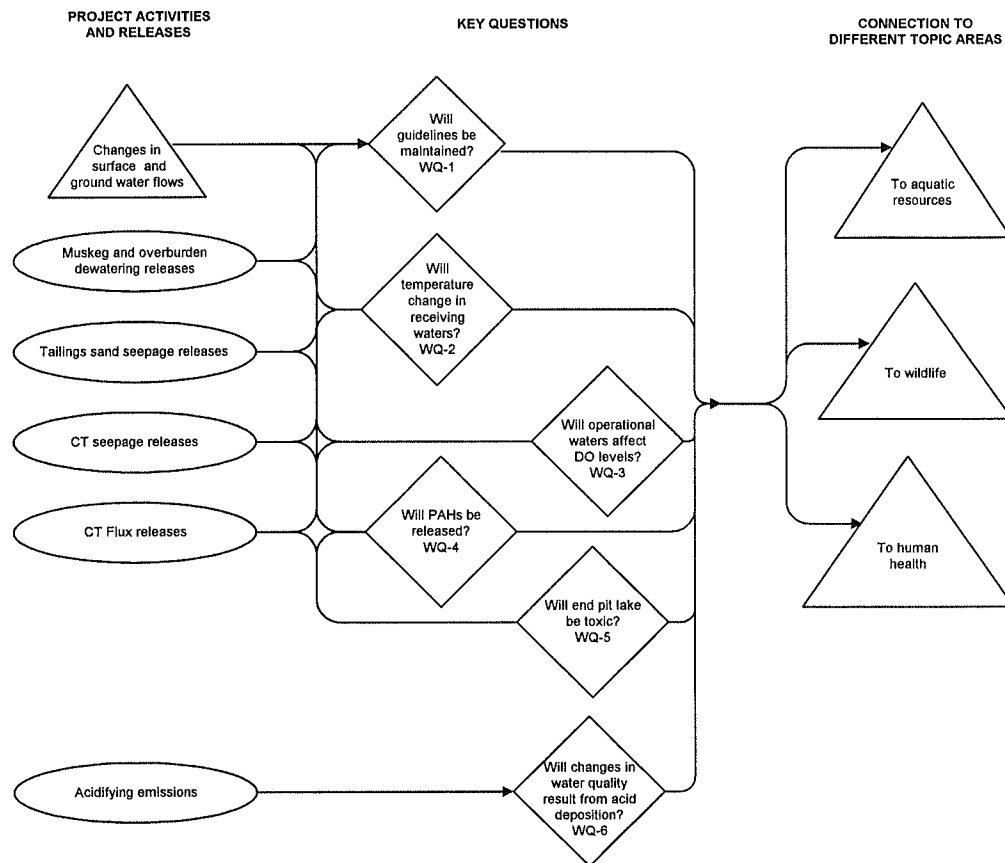 PROJECT ACTIVITIES
AND RELEASES
KEY QUESTIONS
CONNECTION TO
DIFFERENT TOPIC AREAS
Changes in
surface and
ground water flows
Muskeg and overburden
dewatering releases
Tailings sand seepage releases
CT seepage releases
CT Flux releases
Acidifying emissions
Will
guidelines be
maintained?
WQ-1
Will
temperature
change in
receiving
waters?
WQ-2
Will operational
waters affect
DO levels?
WQ-3
Will PAHs be
released?
WQ-4
Will end pit lake
be toxic?
WQ-5
Will changes in
water quality
result from acid
deposition?
WQ-6
To aquatic
resources
To wildlife
To human
health